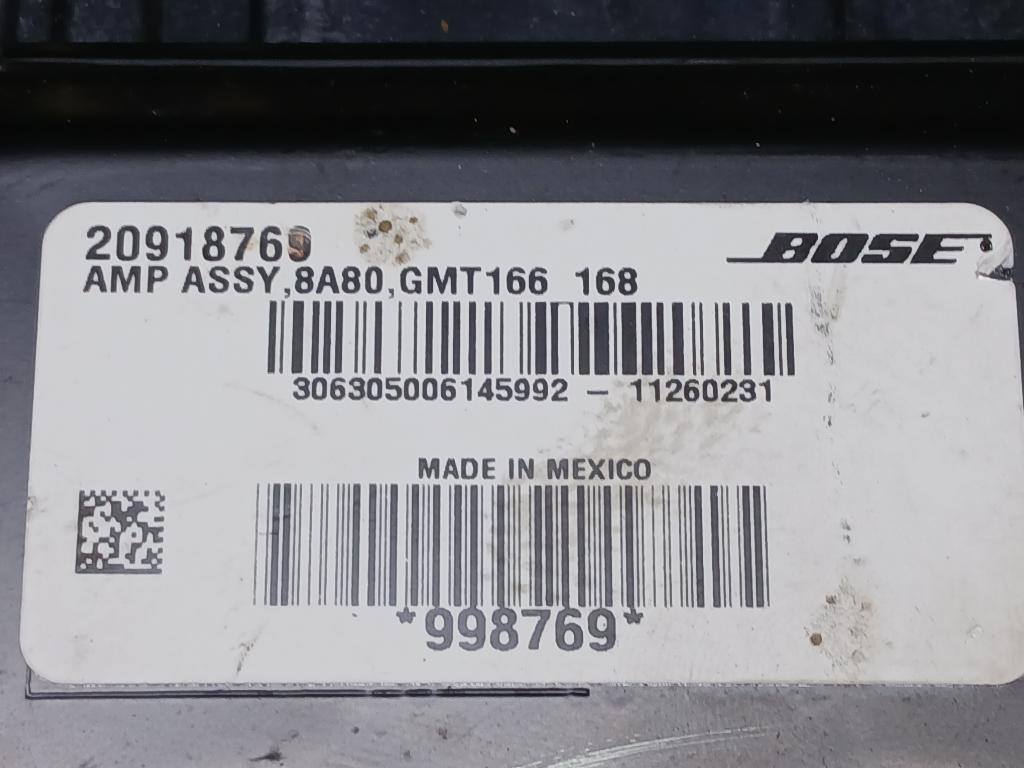 20918769
BOSE
AMP ASSY,8A80,GMT166 168
306305006145992 – 11260231
MADE IN MEXICO
*998769*